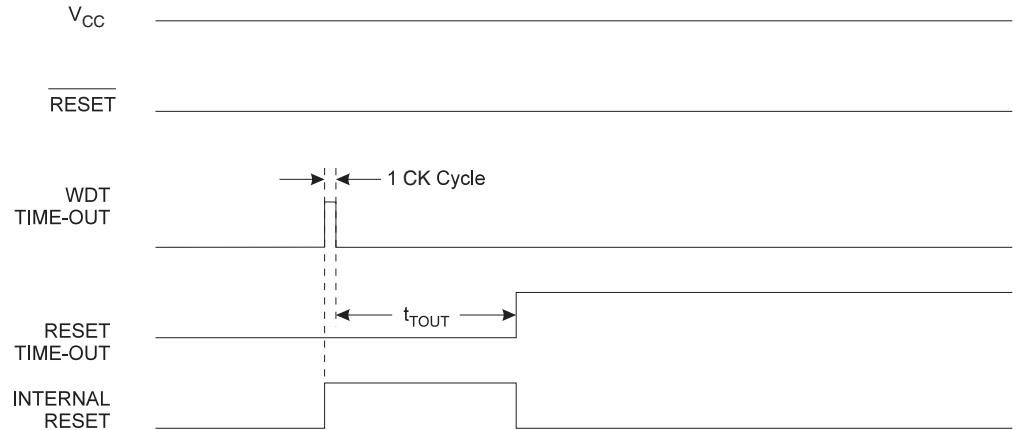 VCC
RESET
1 CK Cycle
WDT
TIME-OUT
tTOUT
RESET
TIME-OUT
INTERNAL
RESET